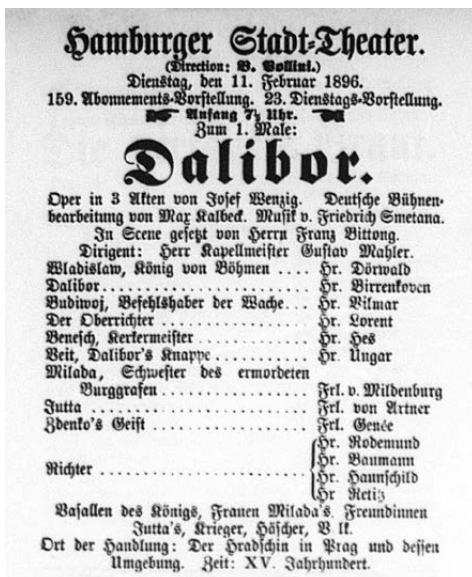 Hamburger Stadt-Theater.
(Direction: B. Pollini.)
Dienstag, den 11. Februar 1896.
159. Abonnements-Vorstellung. 23. Dienstags-Vorstellung.
Anfang 7½ Uhr.
Zum 1. Male:
Dalibor.
Oper in 3 Akten von Josef Wenzig. Deutsche Bühnen-
bearbeitung von Max Kalbeck. Musik v. Friedrich Smetana.
In Scene gesetzt von Herrn Franz Bittong.
Dirigent: Herr Kapellmeister Gustav Mahler.
Wladislaw, König von Böhmen .... Hr. Dörwald
Dalibor.................... Hr. Birrenkoven
Budiwoj, Befehlshaber der Wache... Hr. Vilmar
Der Oberrichter .............. Hr. Lorent
Benesch, Kerkermeister.......... Hr. Hes
Veit, Dalibor's Knappe.......... Hr. Ungar
Milada, Schwester des ermordeten
Burggrafen ................ Frl. v. Mildenburg
Jutta ...................... Frl. von Artner
Zdenko's Geist ................ Frl. Genée
Richter ....................
Hr. Rodemund
Hr. Baumann
Hr. Haunschild
Hr Retiz
Vasallen des Königs, Frauen Milada's. Freundinnen
Jutta's, Krieger, Häscher, V lk.
Ort der Handlung: Der Hradschin in Prag und dessen
Umgebung. Zeit: XV. Jahrhundert.